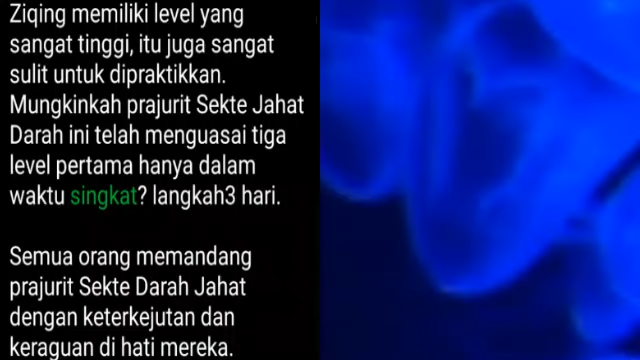 Ziqing memiliki level yang
sangat tinggi, itu juga sangat
sulit untuk dipraktikkan.
Mungkinkah prajurit Sekte Jahat
Darah ini telah menguasai tiga
level pertama hanya dalam
waktu singkat? langkah3 hari.
Semua orang memandang
prajurit Sekte Darah Jahat
dengan keterkejutan dan
keraguan di hati mereka.